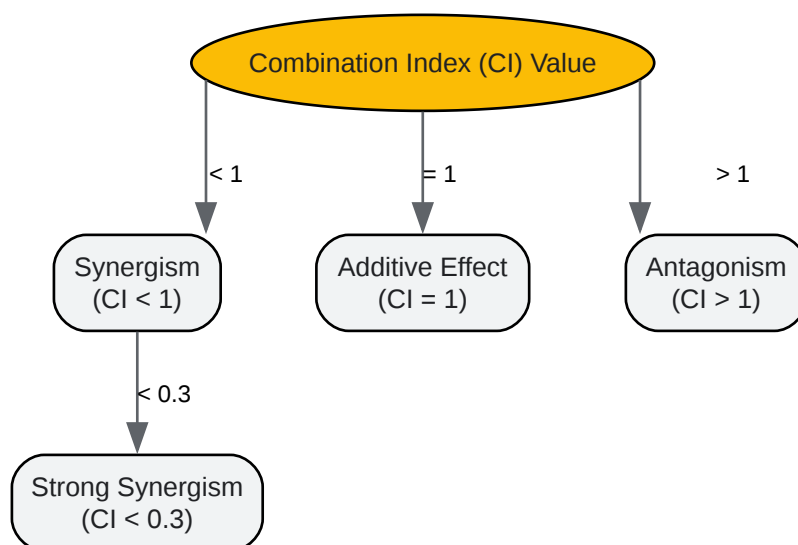 Combination Index (CI) Value
< 1
= 1
> 1
Synergism
(CI < 1)
Additive Effect
(CI = 1)
Antagonism
(CI > 1)
< 0.3
Strong Synergism
(CI < 0.3)